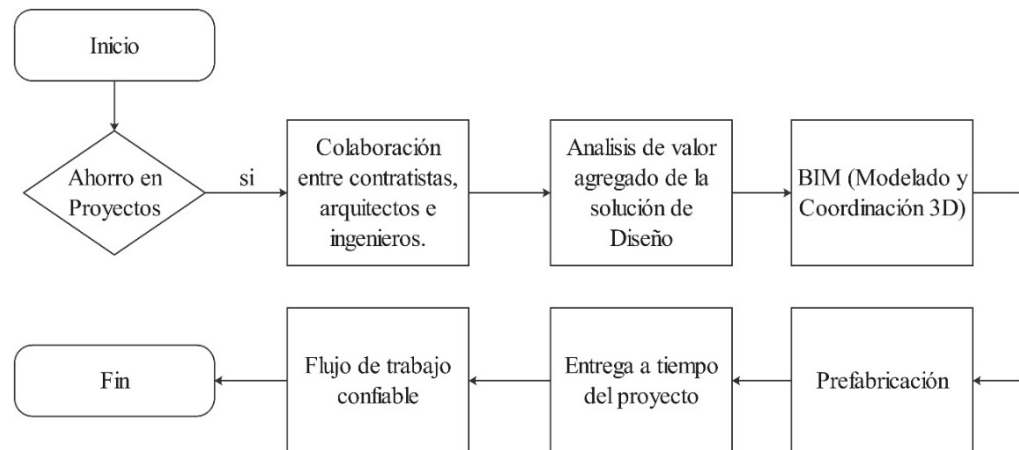 Inicio
Ahorro en
Proyectos
si
Colaboración
entre contratistas,
arquitectos e
ingenieros.
Analisis de valor
agregado de la
solución de
Diseño
BIM (Modelado y
Coordinación 3D)
Prefabricación
Entrega a tiempo
del proyecto
Flujo de trabajo
confiable
Fin